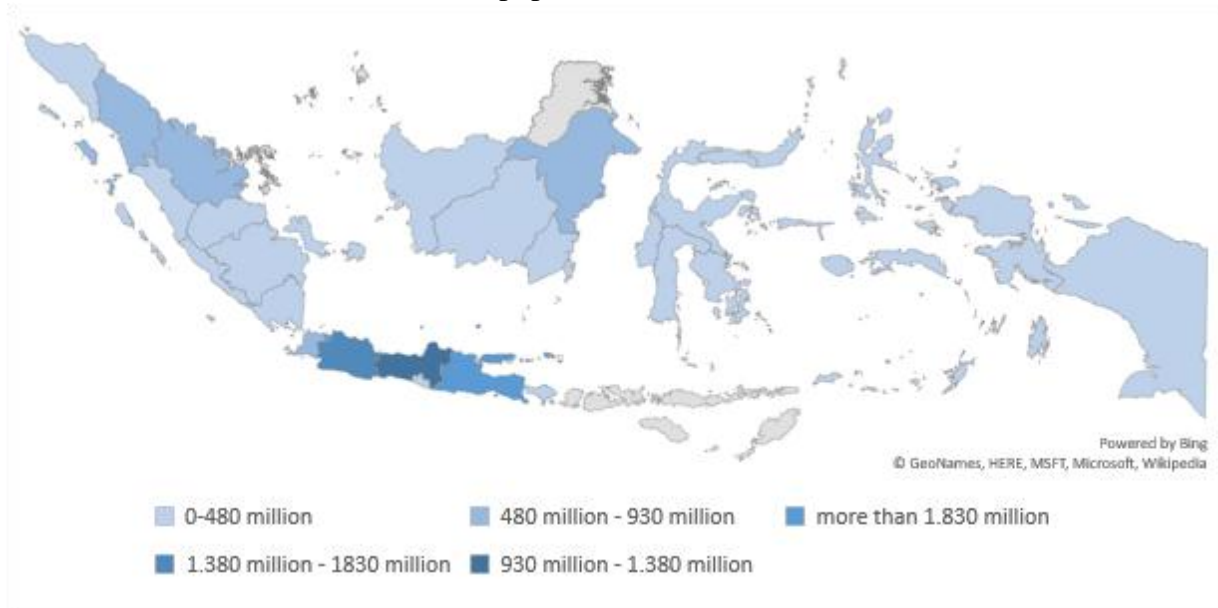 Powered by Bing
© GeoNames, HERE, MSFT, Microsoft, Wikipedia
0-480 million
480 million - 930 million
more than 1.830 million
1.380 million - 1830 million
930 million - 1.380 million